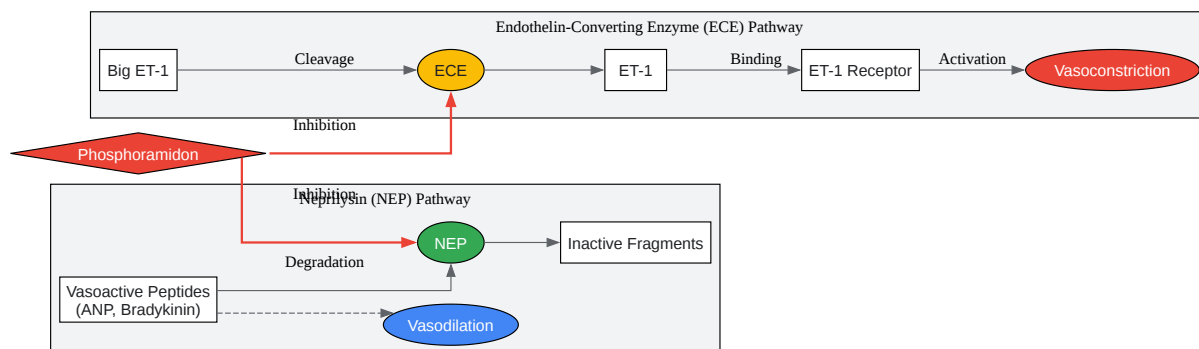 Endothelin-Converting Enzyme (ECE) Pathway
Big ET-1
Cleavage
ECE
ET-1
Binding
ET-1 Receptor
Activation
Vasoconstriction
Inhibition
Phosphoramidon
Inhibition
Neprilysin (NEP) Pathway
NEP
Inactive Fragments
Degradation
Vasoactive Peptides
(ANP, Bradykinin)
Vasodilation